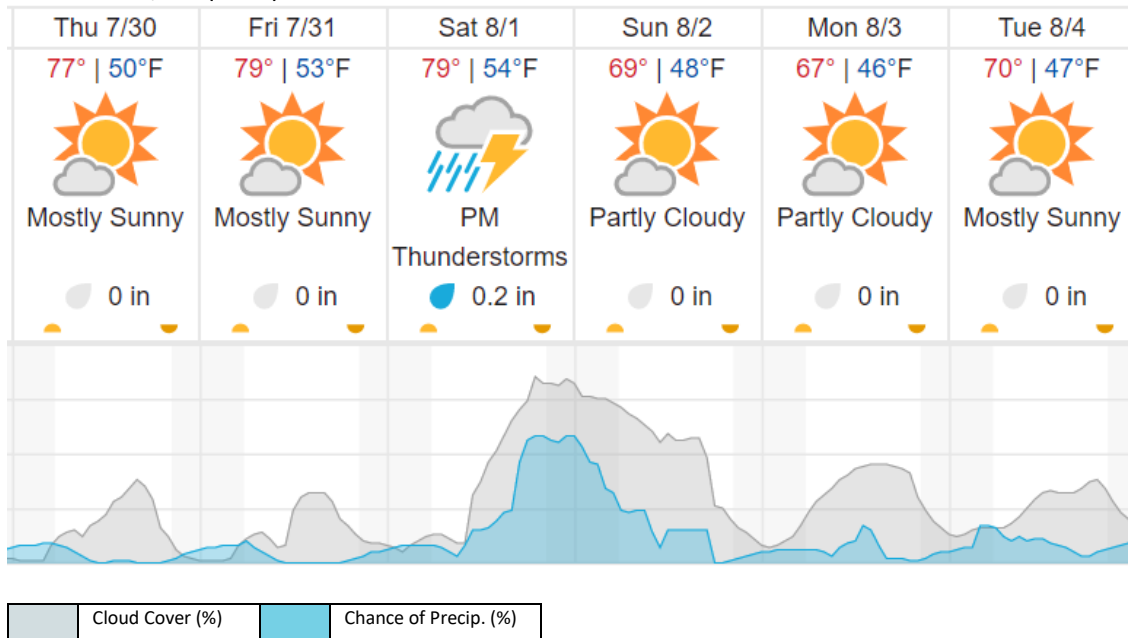 Thu 7/30 Fri 7/31 Sat 8/1 Sun 8/2 Mon 8/3 Tue 8/4
77° | 50°F 79° | 53°F 79° | 54°F 69° | 48°F 67° | 46°F 70° | 47°F
Mostly Sunny Mostly Sunny PM Partly Cloudy Partly Cloudy Mostly Sunny
Thunderstorms
0 in 0 in 0.2 in 0 in 0 in 0 in
Cloud Cover (%) Chance of Precip. (%)